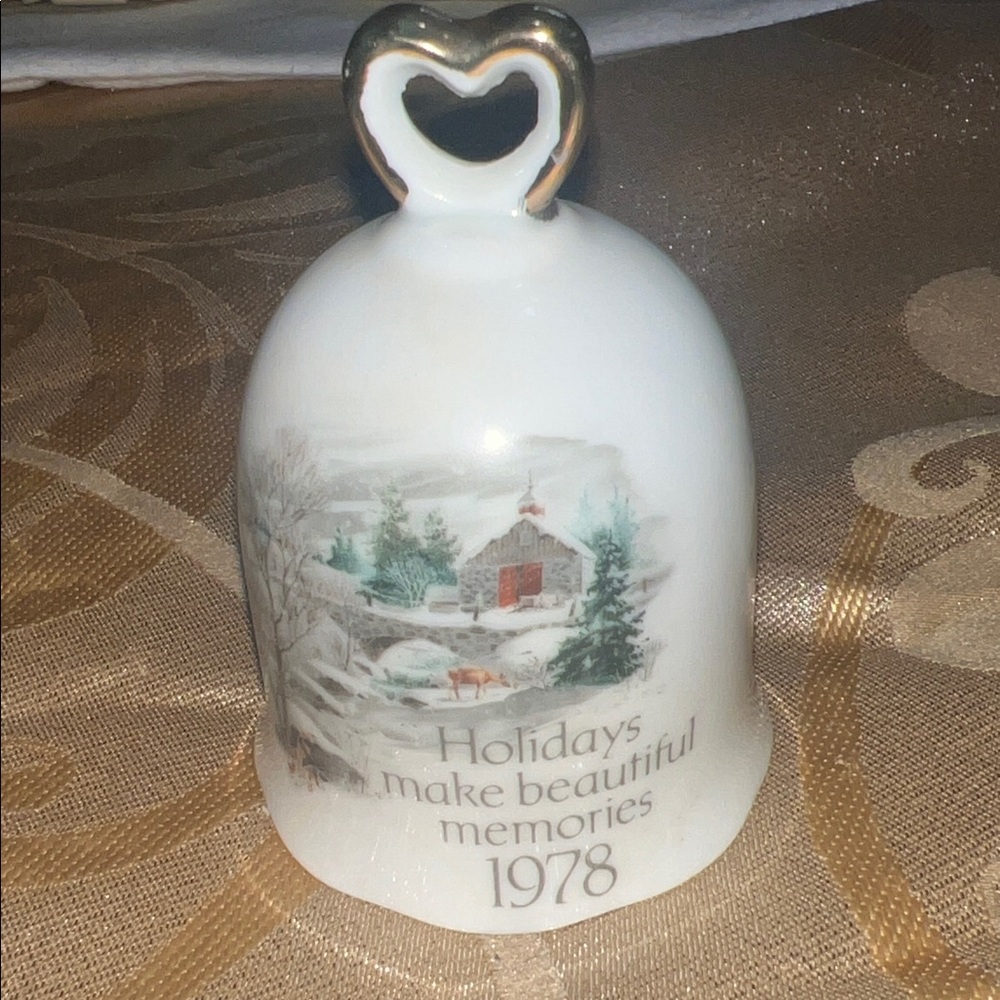 Holidays
make beautiful
memories
1978